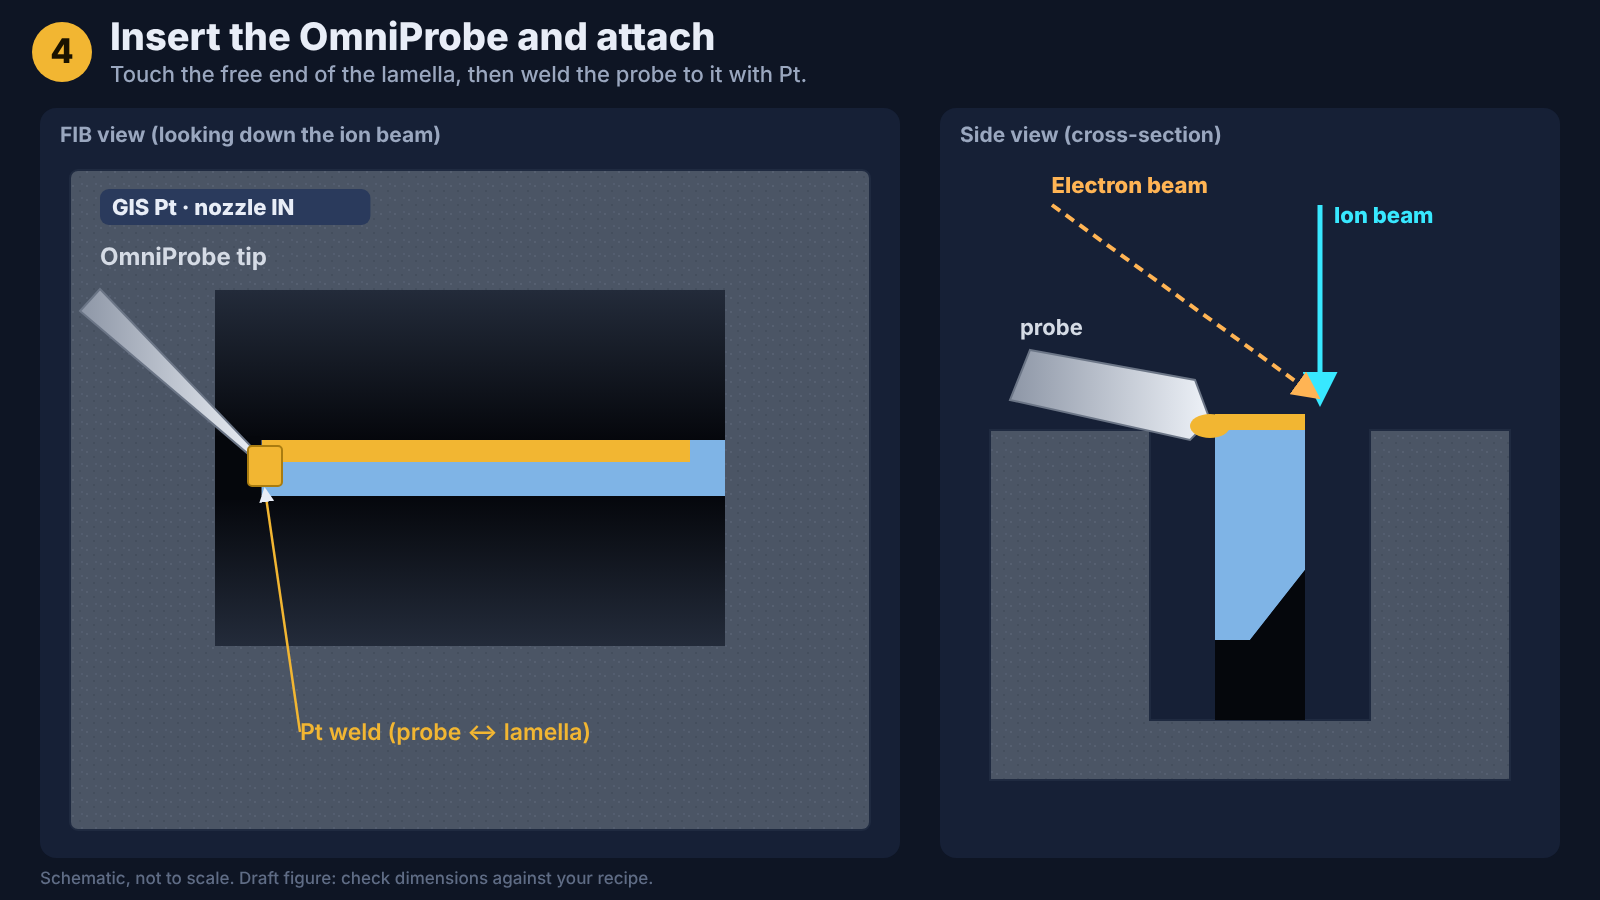 4
Insert the OmniProbe and attach
Touch the free end of the lamella, then weld the probe to it with Pt.
FIB view (looking down the ion beam)
GIS Pt · nozzle IN
OmniProbe tip
Pt weld (probe ↔ lamella)
Side view (cross-section)
Electron beam
Ion beam
probe
Schematic, not to scale. Draft figure: check dimensions against your recipe.